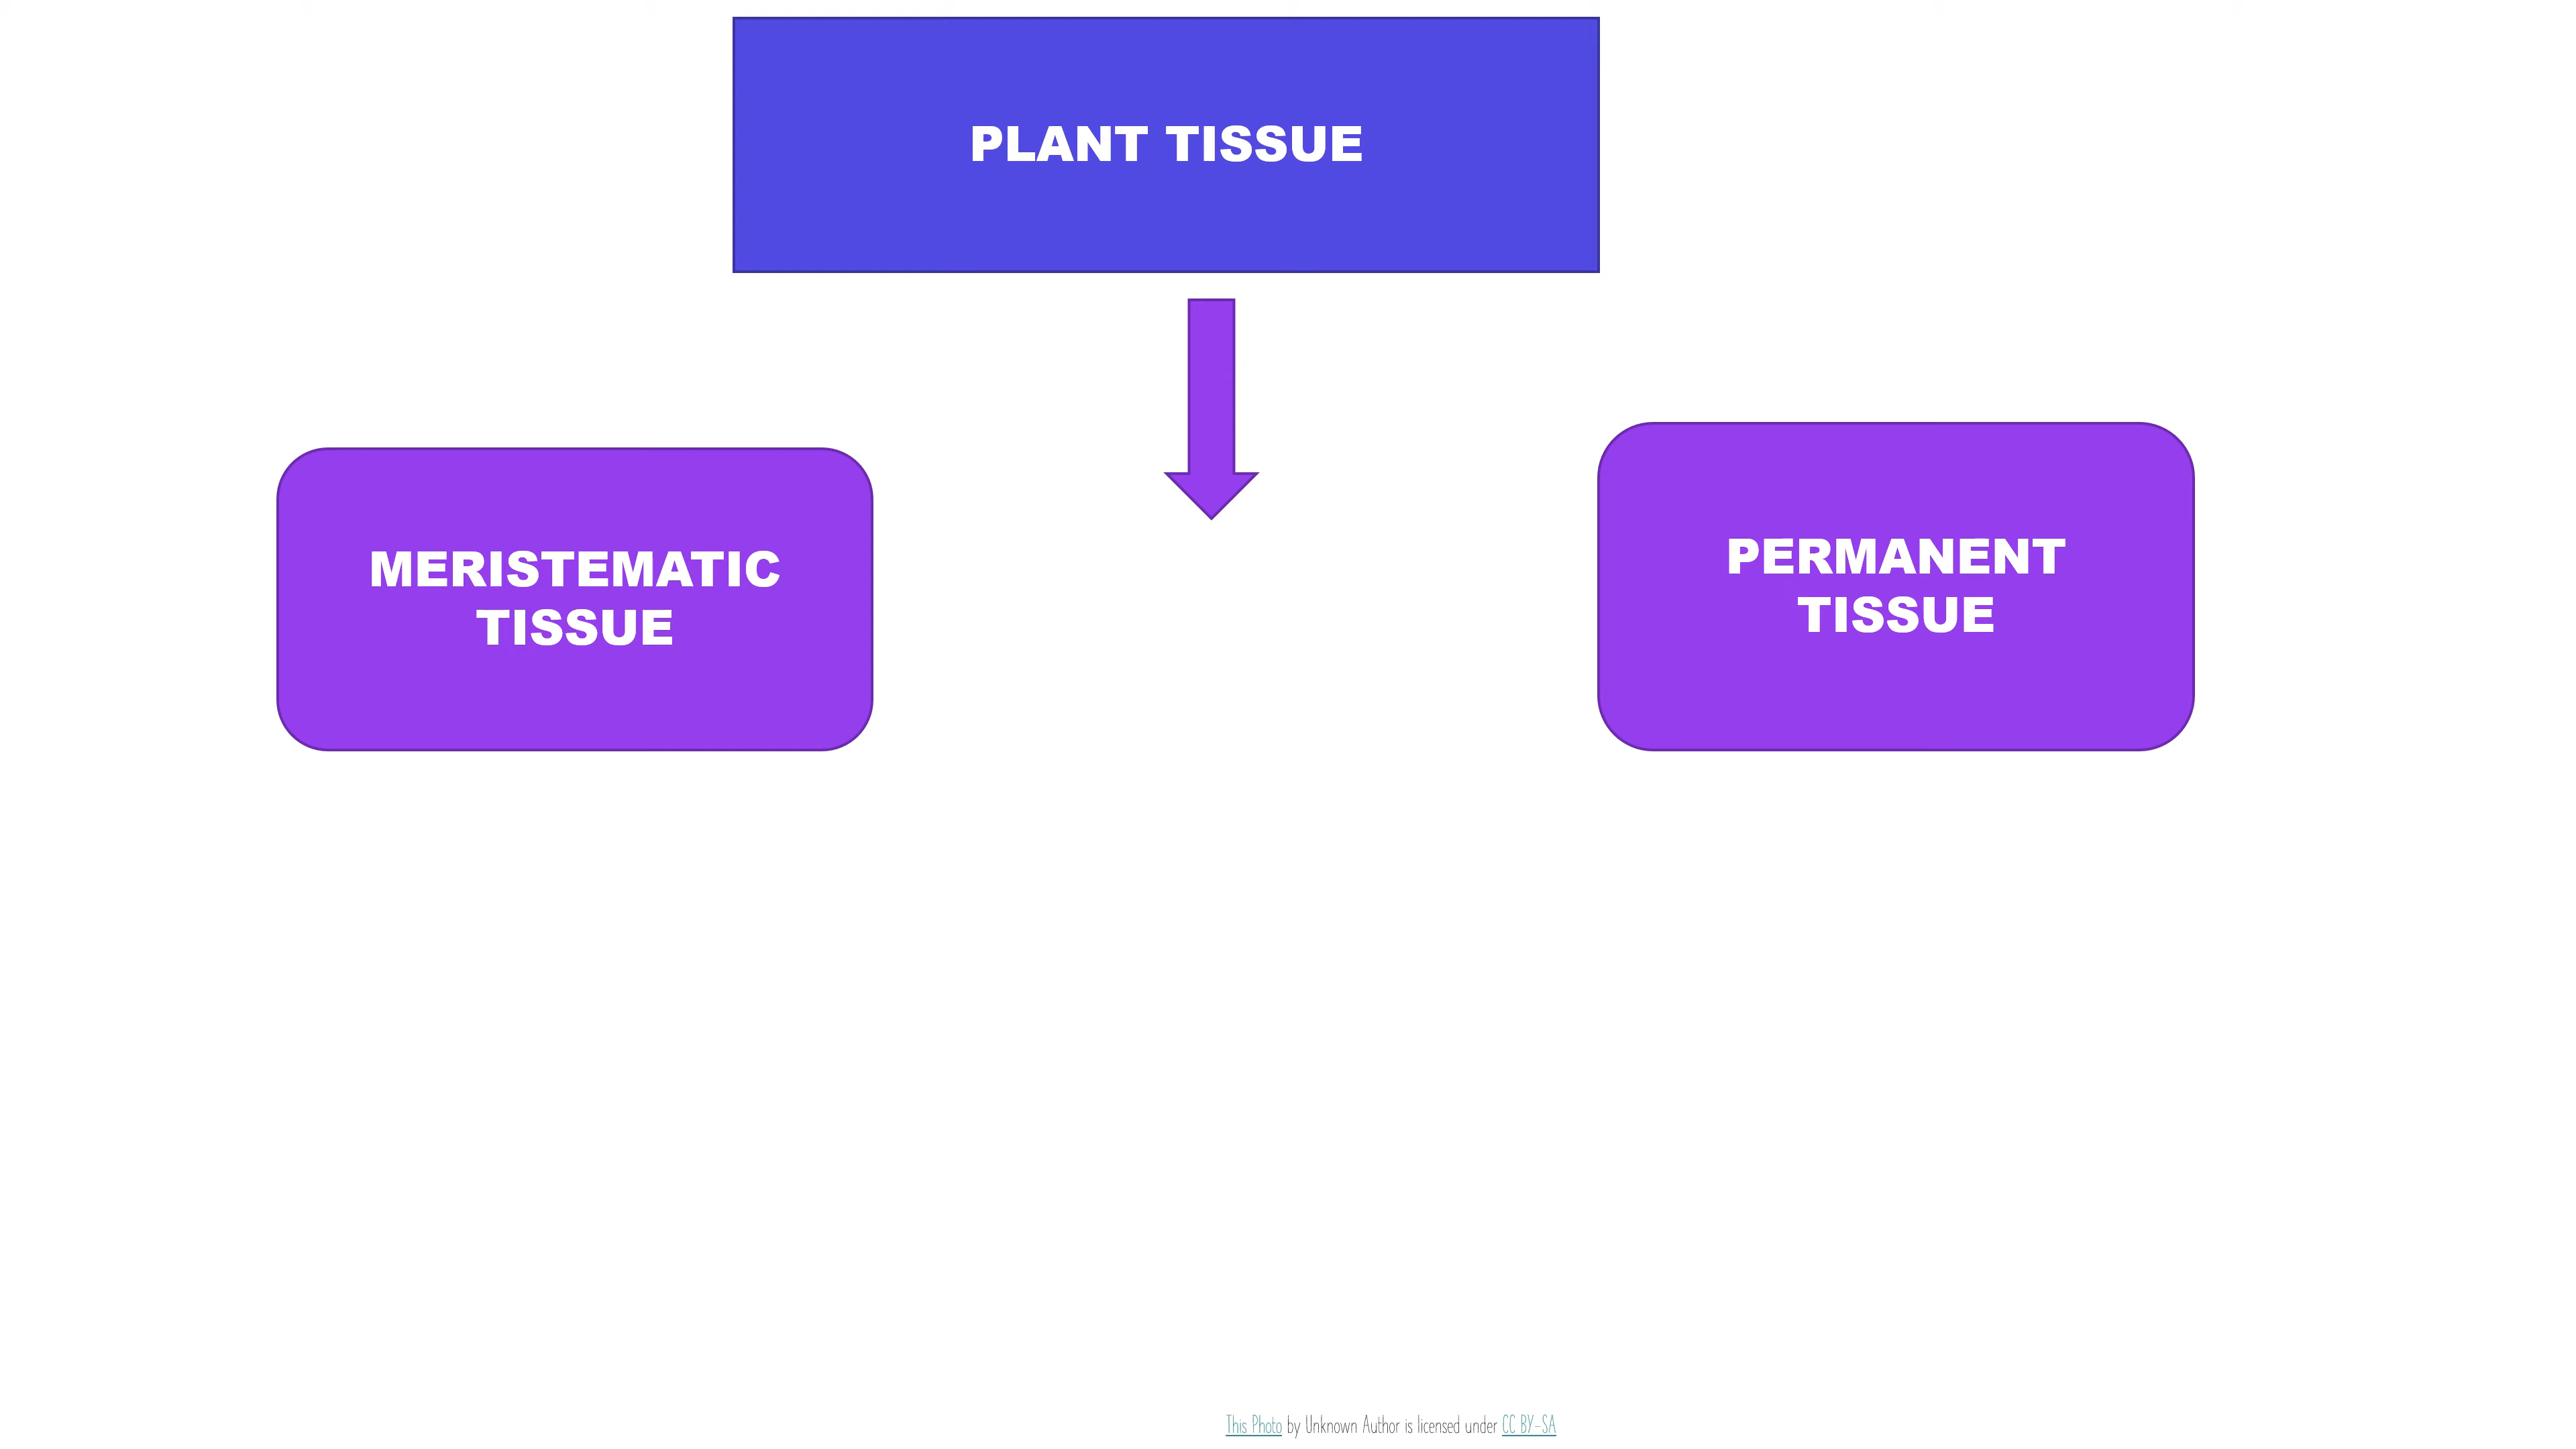 PLANT TISSUE
MERISTEMATIC
TISSUE
PERMANENT
TISSUE
This Photo by Unknown Author is licensed under CC BY-SA